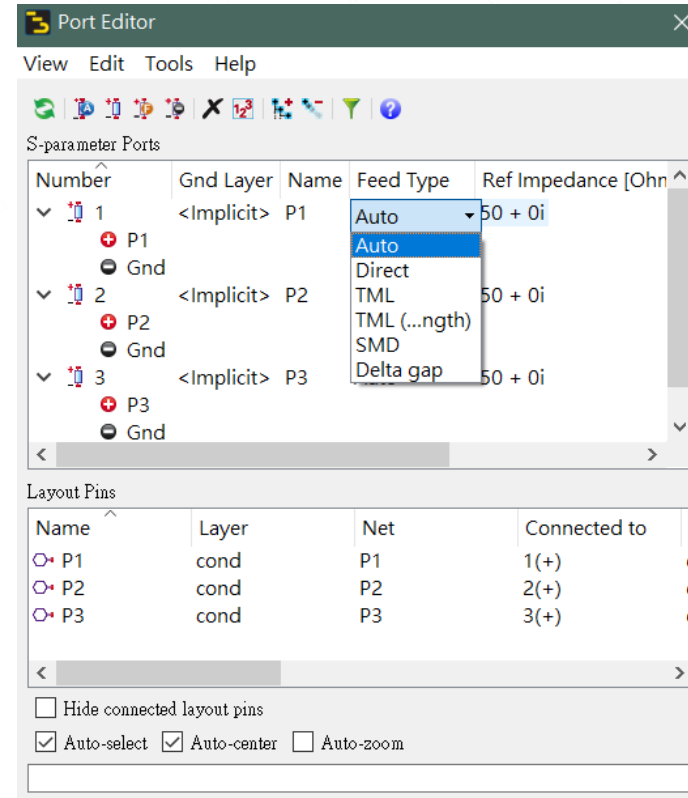 Port Editor
View Edit Tools Help
S-parameter Ports
Number Gnd Layer Name Feed Type Ref Impedance [Ohm
1 <Implicit> P1 Auto 50 + 0i
P1 Auto
Gnd Direct
2 <Implicit> P2 TML 50 + 0i
P2 TML (...ngth)
Gnd SMD
3 <Implicit> P3 Delta gap 50 + 0i
P3
Gnd
Layout Pins
Name Layer Net Connected to
P1 cond P1 1(+)
P2 cond P2 2(+)
P3 cond P3 3(+)
Hide connected layout pins
Auto-select Auto-center Auto-zoom